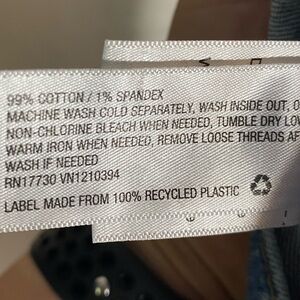 99% COTTON / 1% SPANDEX
MACHINE WASH COLD SEPARATELY, WASH INSIDE OUT,
NON-CHLORINE BLEACH WHEN NEEDED, TUMBLE DRY LOW
WARM IRON WHEN NEEDED, REMOVE LOOSE THREADS
WASH IF NEEDED
RN17730 VN1210394
LABEL MADE FROM 100% RECYCLED PLASTIC